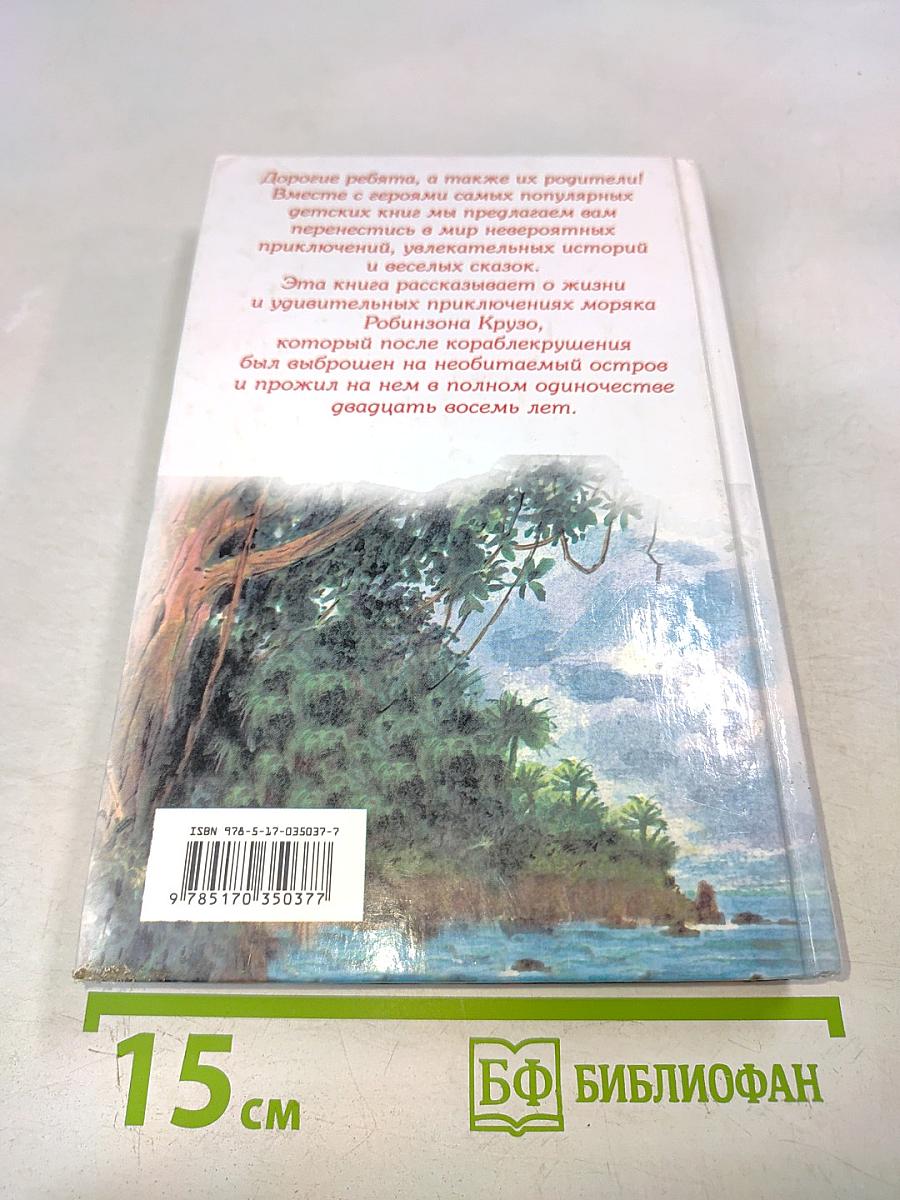 Дорогие ребята, а также их родители!
Вместе с героями самых популярных
детских книг мы предлагаем вам
перенестись в мир невероятных
приключений, увлекательных историй
и веселых сказок.
Эта книга рассказывает о жизни
и удивительных приключениях моряка
Робинзона Крузо,
который после кораблекрушения
был выброшен на необитаемый остров
и прожил на нем в полном одиночестве
двадцать восемь лет.
ISBN 978-5-17-035037-7
9 785170 350377
15 см
БФ БИБЛИОФАН